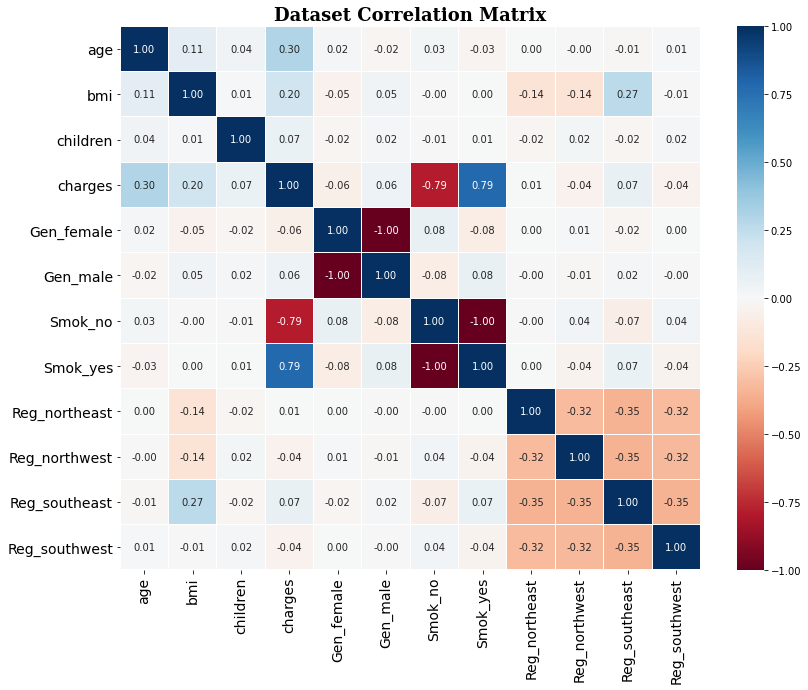 Dataset Correlation Matrix
age 1.00 0.11 0.04 0.30 0.02 -0.02 0.03 -0.03 0.00 -0.00 -0.01 0.01
bmi 0.11 1.00 0.01 0.20 -0.05 0.05 -0.00 0.00 -0.14 -0.14 0.27 -0.01
children 0.04 0.01 1.00 0.07 -0.02 0.02 -0.01 0.01 -0.02 0.02 -0.02 0.02
charges 0.30 0.20 0.07 1.00 -0.06 0.06 -0.79 0.79 0.01 -0.04 0.07 -0.04
Gen_female 0.02 -0.05 -0.02 -0.06 1.00 -1.00 0.08 -0.08 0.00 0.01 -0.02 0.00
Gen_male -0.02 0.05 0.02 0.06 -1.00 1.00 -0.08 0.08 -0.00 -0.01 0.02 -0.00
Smok_no 0.03 -0.00 -0.01 -0.79 0.08 -0.08 1.00 -1.00 -0.00 0.04 -0.07 0.04
Smok_yes -0.03 0.00 0.01 0.79 -0.08 0.08 -1.00 1.00 0.00 -0.04 0.07 -0.04
Reg_northeast 0.00 -0.14 -0.02 0.01 0.00 -0.00 -0.00 0.00 1.00 -0.32 -0.35 -0.32
Reg_northwest -0.00 -0.14 0.02 -0.04 0.01 -0.01 0.04 -0.04 -0.32 1.00 -0.35 -0.32
Reg_southeast -0.01 0.27 -0.02 0.07 -0.02 0.02 -0.07 0.07 -0.35 -0.35 1.00 -0.35
Reg_southwest 0.01 -0.01 0.02 -0.04 0.00 -0.00 0.04 -0.04 -0.32 -0.32 -0.35 1.00
age
bmi
children
charges
Gen_female
Gen_male
Smok_no
Smok_yes
Reg_northeast
Reg_northwest
Reg_southeast
Reg_southwest
1.00
0.75
0.50
0.25
0.00
−0.25
−0.50
−0.75
−1.00